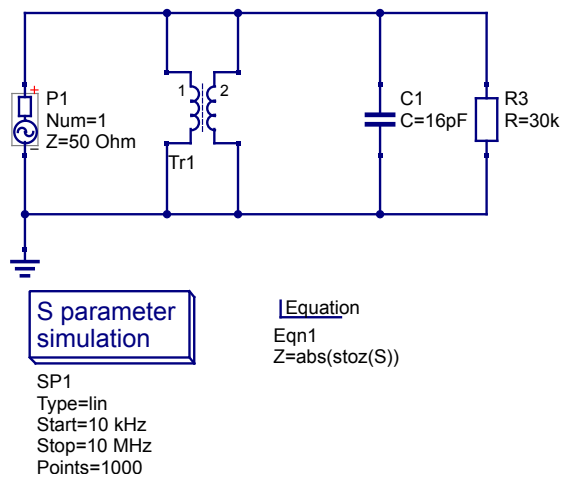 P1
Num=1
Z=50 Ohm
1
2
Tr1
C1
C=16pF
R3
R=30k
S parameter
simulation
SP1
Type=lin
Start=10 kHz
Stop=10 MHz
Points=1000
Equation
Eqn1
Z=abs(stoz(S))